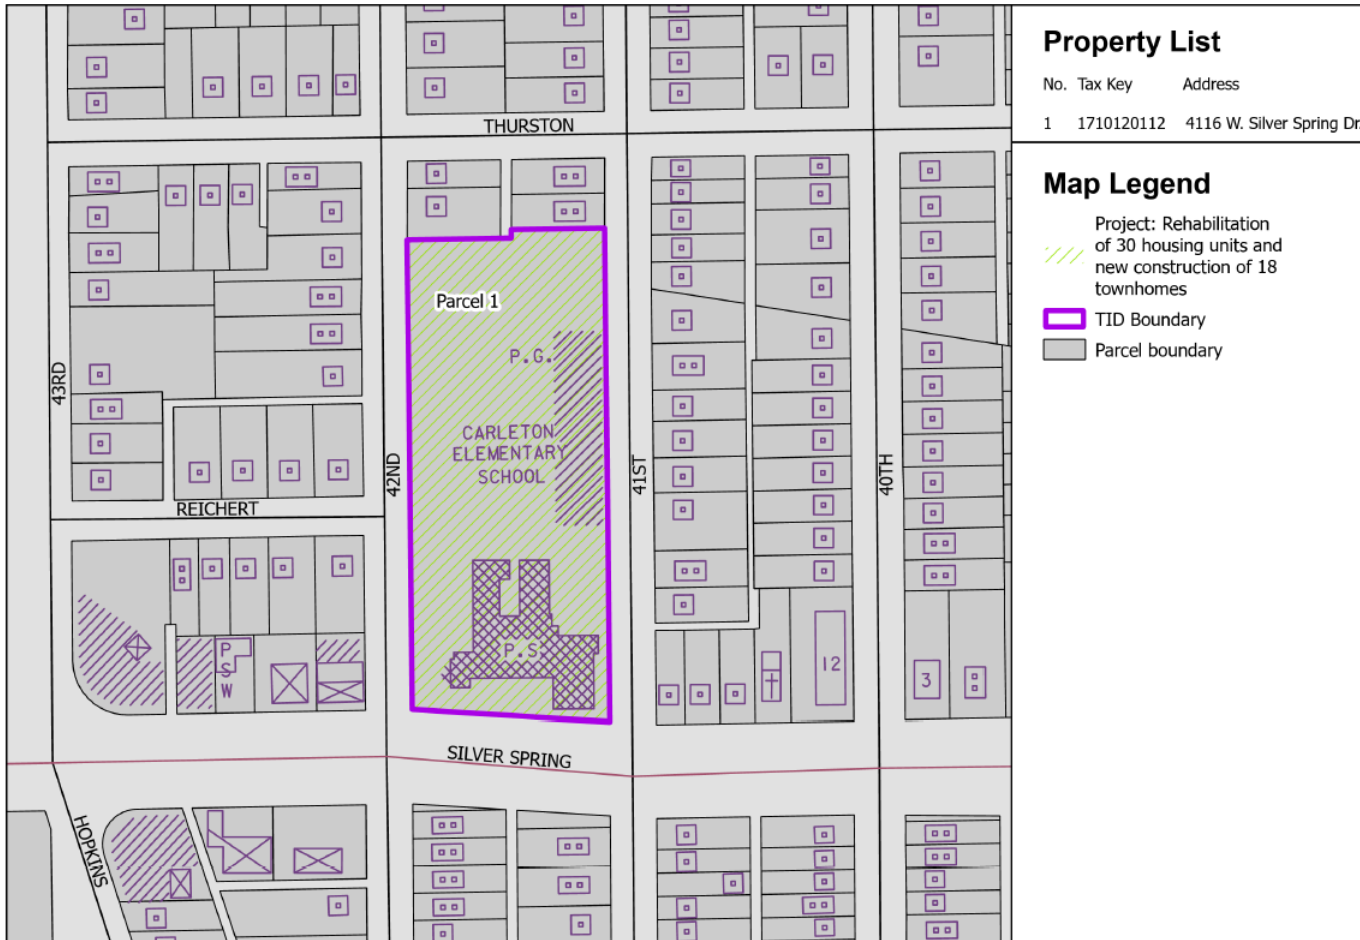 Property List
No. Tax Key Address
1 1710120112 4116 W. Silver Spring Dr.
Map Legend
Project: Rehabilitation
of 30 housing units and
new construction of 18
townhomes
TID Boundary
Parcel boundary
THURSTON
Parcel 1
P.G.
43RD
CARLETON
ELEMENTARY
SCHOOL
42ND
41ST
40TH
REICHERT
P.S.
P
S
W
12
3
SILVER SPRING
HOPKINS